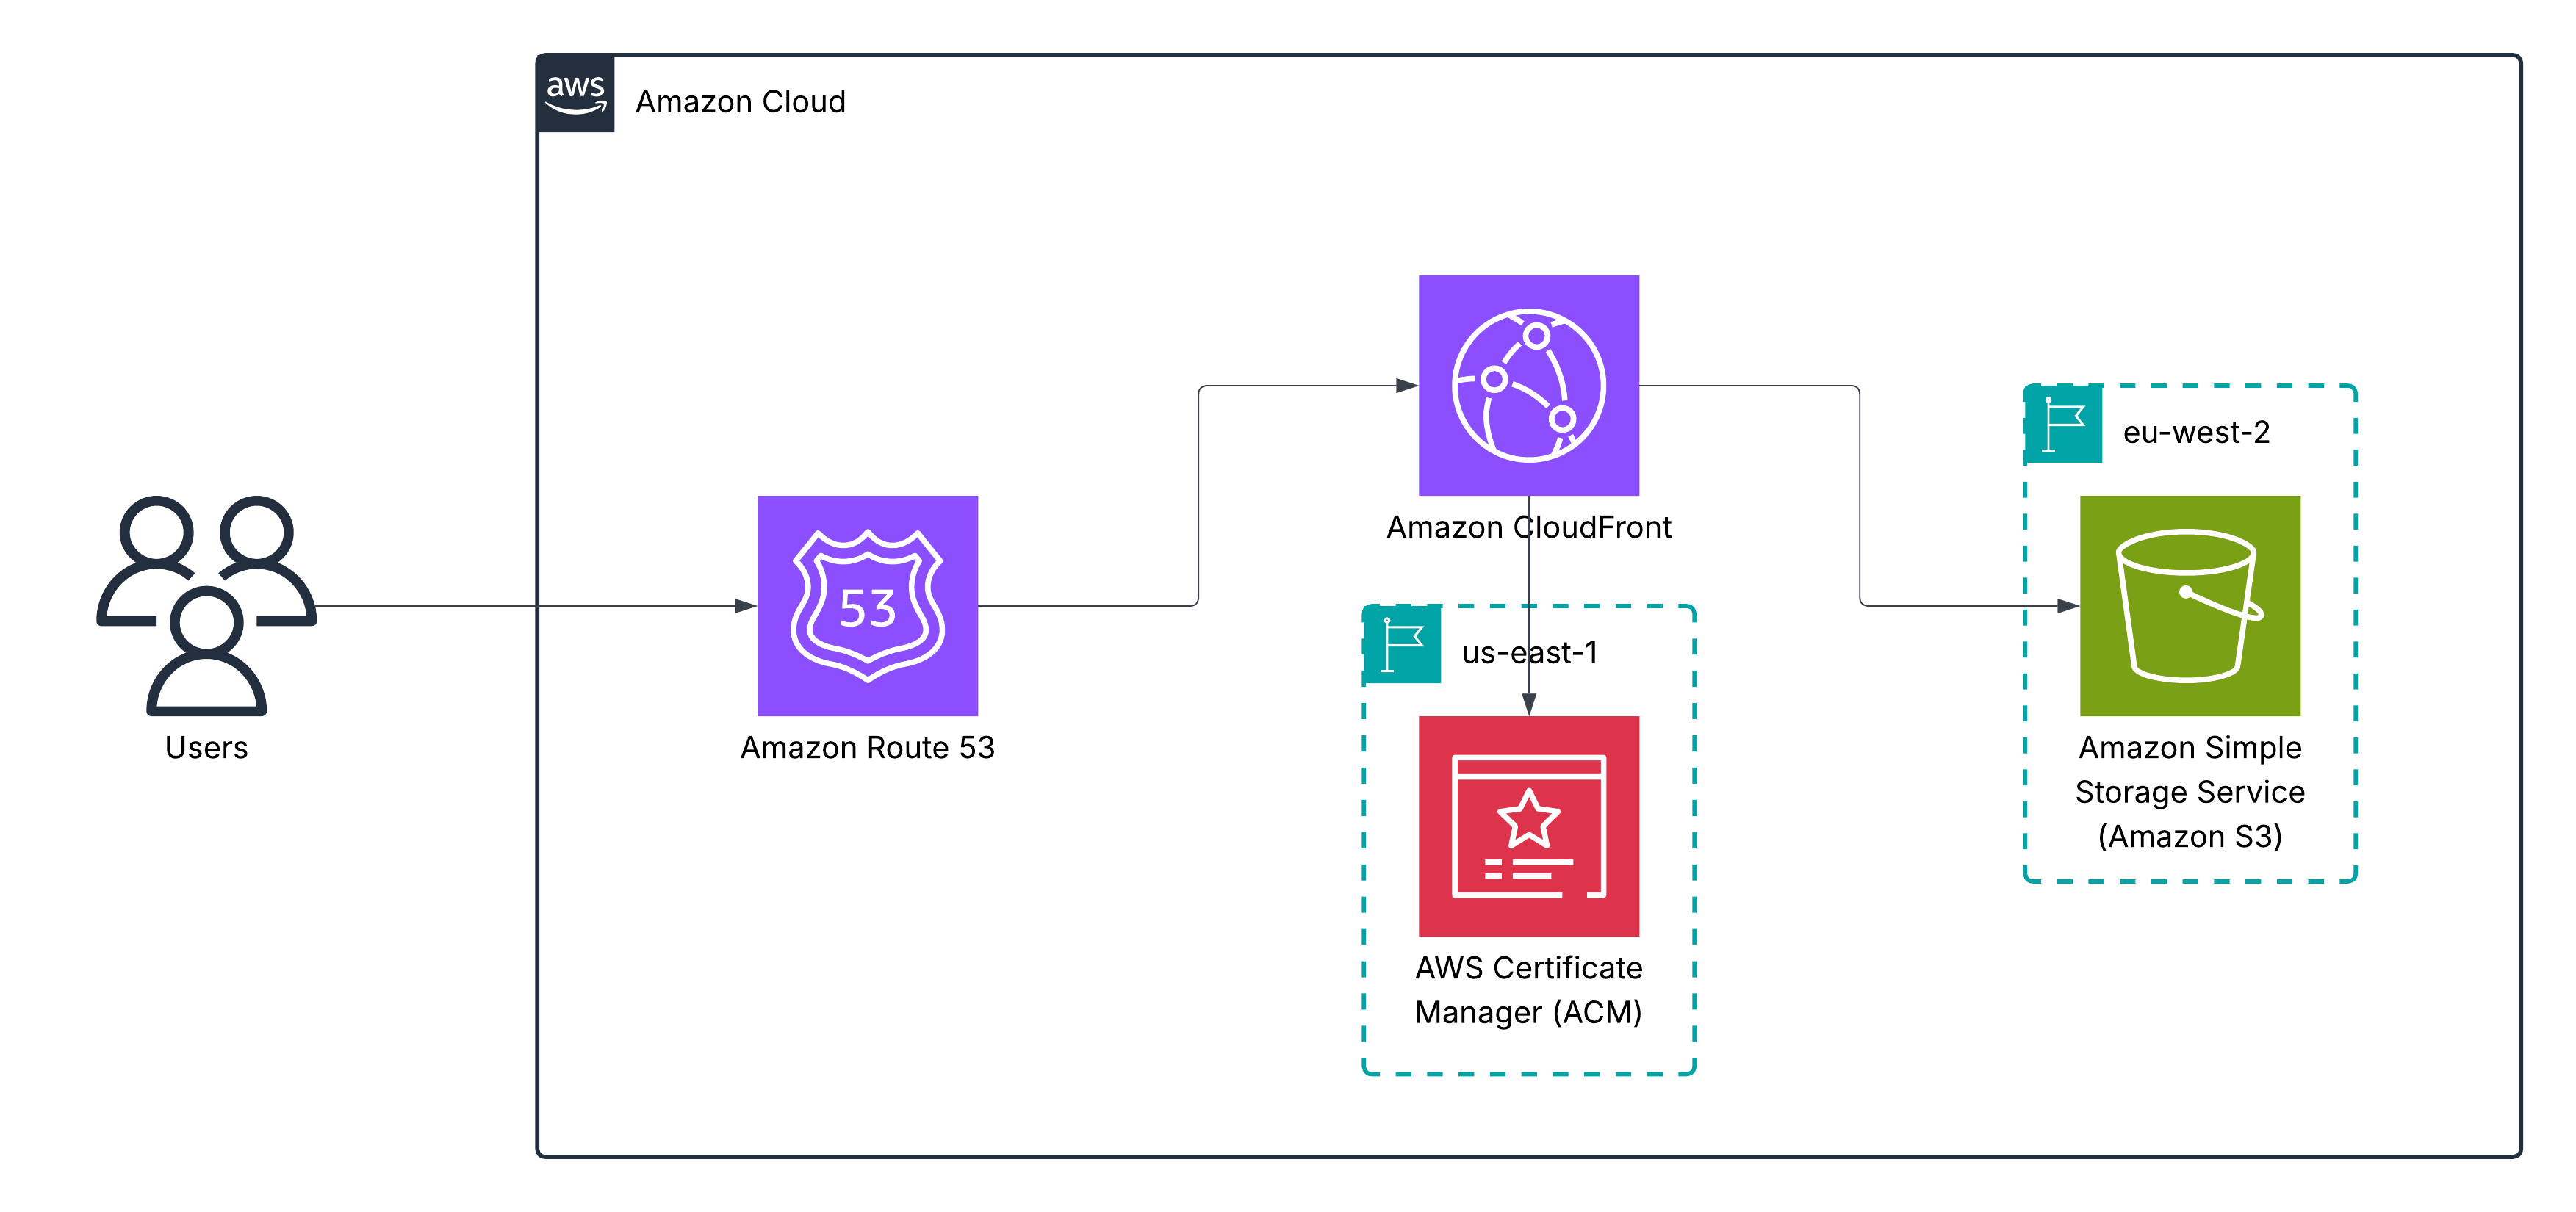 aws
Amazon Cloud
Users
53
Amazon Route 53
Amazon CloudFront
us-east-1
AWS Certificate
Manager (ACM)
eu-west-2
Amazon Simple
Storage Service
(Amazon S3)